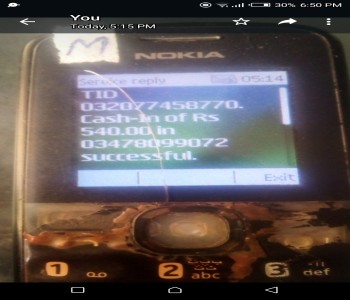 30% 6:50 PM
You
Today, 5:15 PM
M
NOKIA
Service reply 05:14
TID
032077458770.
Cash-In of Rs
540.00 in
03478099072
successful.
Exit
1
2 abc
3 def